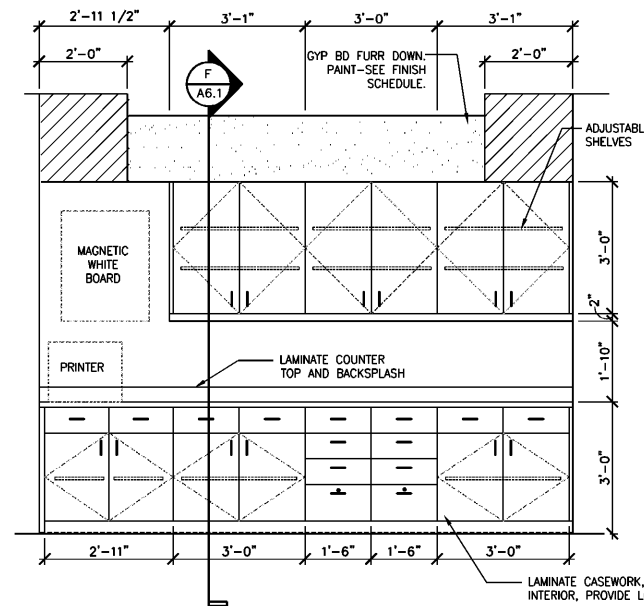 2'-11 1/2"
3'-1"
3'-0"
3'-1"
2'-0"
F
A6.1
GYP BD FURR DOWN.
PAINT-SEE FINISH
SCHEDULE.
2'-0"
ADJUSTABL
SHELVES
MAGNETIC
WHITE
BOARD
3'-0"
2"
PRINTER
LAMINATE COUNTER
TOP AND BACKSPLASH
1'-10"
3'-0"
2'-11"
3'-0"
1'-6"
1'-6"
3'-0"
LAMINATE CASEWORK,
INTERIOR, PROVIDE L